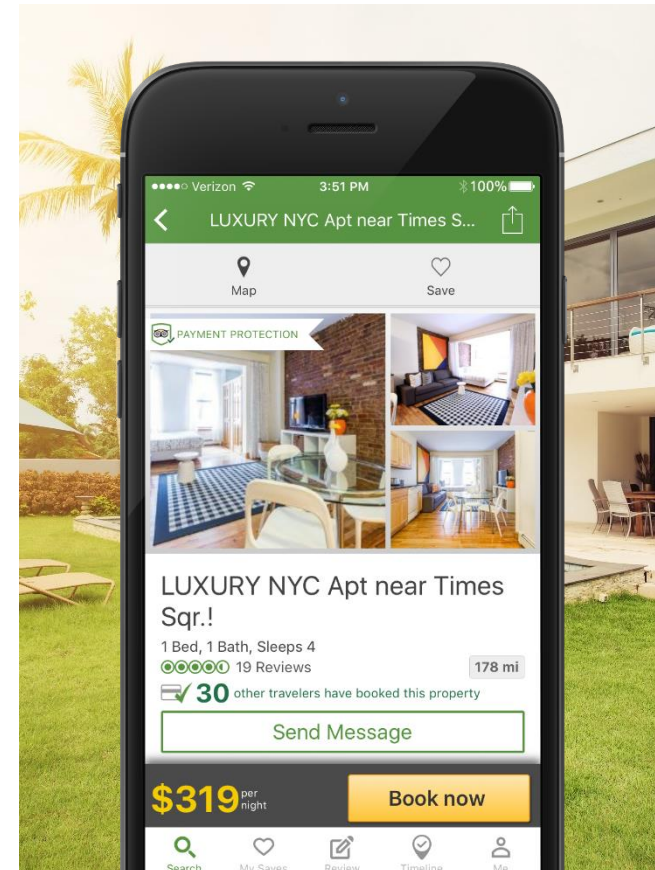 Verizon 3:51 PM 100%
LUXURY NYC Apt near Times S...
Map Save
PAYMENT PROTECTION
LUXURY NYC Apt near Times
Sqr.!
1 Bed, 1 Bath, Sleeps 4
19 Reviews 178 mi
30 other travelers have booked this property
Send Message
$319 per night Book now
Search My Saves Review Timeline Me